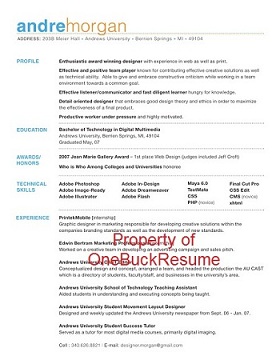 andremorgan
ADDRESS: 203B Meier Hall • Andrews University • Berrien Springs • MI • 49104
PROFILE
Enthusiastic award winning designer with experience in web as well as print.
Effective and positive team player known for contributing effective creative solutions as well
as technical ability. Able to give and embrace constructive criticism while working in a team
environment towards a common goal.
Effective listener/communicator and fast diligent learner hungry for knowledge.
Detail oriented designer that embraces good design theory and ethics in order to maximize
the effectiveness of a final product.
Productive worker under pressure and highly motivated.
EDUCATION
Bachelor of Technology in Digital Multimedia
Andrews University, Berrien Springs, MI, 49104
Graduated May, 07
AWARDS/
HONORS
2007 Jean Marie Gallery Award – 1st place Web Design (judges included Jeff Croft)
Who is Who Among Colleges and Universities honoree
TECHNICAL
SKILLS
Adobe Photoshop
Adobe Image Ready
Adobe Illustrator
Adobe In Design
Adobe Dreamweaver
Adobe Flash
Maya 6.0
TextMate
CSS
PHP (novice)
Final Cut Pro
CSS Edit
CMS (novice)
xhtml
EXPERIENCE
PrinteleMobile [internship]
Graphic designer in marketing responsible for developing creative solutions within the
companies branding standards as well as the development of new standards.
Edwin Bertram Marketing
Worked on a creative team in developing an advertising campaign and sales pitch.
Andrews University
Conceptualized design and concept, arranged a team, and headed the production the AU CAST
which is a directory of students, faculty/staff, and businesses in the university's area.
Andrews University School of Technology Teaching Assistant
Aided students in understanding and executing concepts being taught.
Andrews University Student Movement Layout Designer
Designed and weekly updated the Andrews University newspaper from Sept. 06 - Jan. 07.
Andrews University Student Success Tutor
Served as a tutor for most digital media courses, primarily digital imaging.
Property of
OneBuckResume
Cell : 240.620.8821 • E-mail: designer.morgan@gmail.com